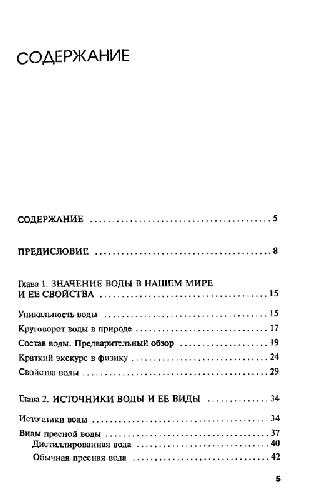 СОДЕРЖАНИЕ
СОДЕРЖАНИЕ ........................................ 5
ПРЕДИСЛОВИЕ ........................................ 8
Глава 1. ЗНАЧЕНИЕ ВОДЫ В НАШЕМ МИРЕ
И ЕЕ СВОЙСТВА ........................................ 15
Уникальность воды ........................................ 15
Круговорот воды в природе ........................................ 17
Состав воды. Предварительный обзор ........................................ 19
Краткий экскурс в физику ........................................ 24
Свойства воды ........................................ 29
Глава 2. ИСТОЧНИКИ ВОДЫ И ЕЕ ВИДЫ ........................................ 34
Источники воды ........................................ 34
Виды пресной воды ........................................ 37
Дистиллированная вода ........................................ 40
Обычная пресная вода ........................................ 42
5